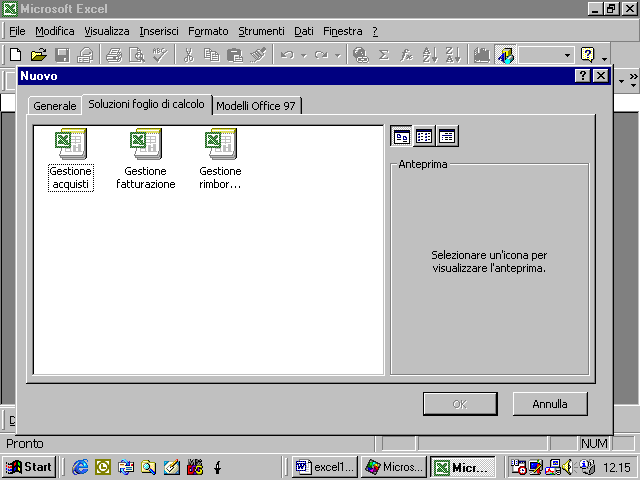 Microsoft Excel
File Modifica Visualizza Inserisci Formato Strumenti Dati Finestra ?
Nuovo
Generale Soluzioni foglio di calcolo Modelli Office 97
Gestione acquisti
Gestione fatturazione
Gestione rimbor...
Anteprima
Selezionare un'icona per
visualizzare l'anteprima.
OK Annulla
Pronto NUM
Start excel1... Micros... Micr... 12.15